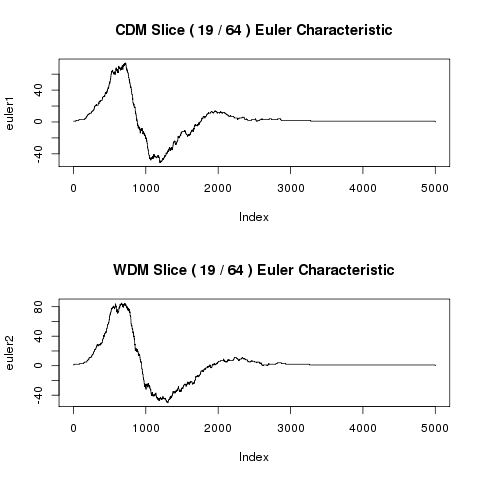 CDM Slice ( 19 / 64 ) Euler Characteristic
euler1
40
0
-40
0 1000 2000 3000 4000 5000
Index
WDM Slice ( 19 / 64 ) Euler Characteristic
euler2
80
40
0
-40
0 1000 2000 3000 4000 5000
Index